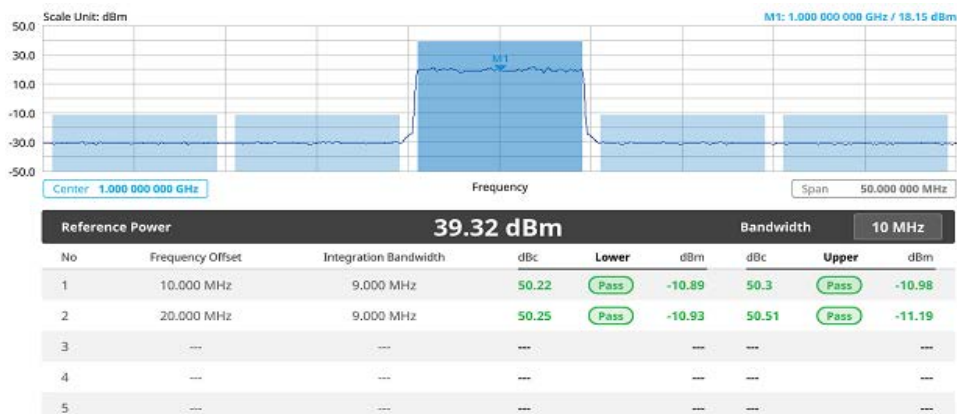 Scale Unit: dBm M1: 1.000 000 000 GHz / 18.15 dBm
50.0
30.0
M1
10.0
-10.0
-30.0
-50.0
Center 1.000 000 000 GHz Frequency Span 50.000 000 MHz
Reference Power 39.32 dBm Bandwidth 10 MHz
No Frequency Offset Integration Bandwidth dBc Lower dBm dBc Upper dBm
1 10.000 MHz 9.000 MHz 50.22 Pass -10.89 50.3 Pass -10.98
2 20.000 MHz 9.000 MHz 50.25 Pass -10.93 50.51 Pass -11.19
3 --- --- --- --- --- ---
4 --- --- --- --- --- ---
5 --- --- --- --- --- ---